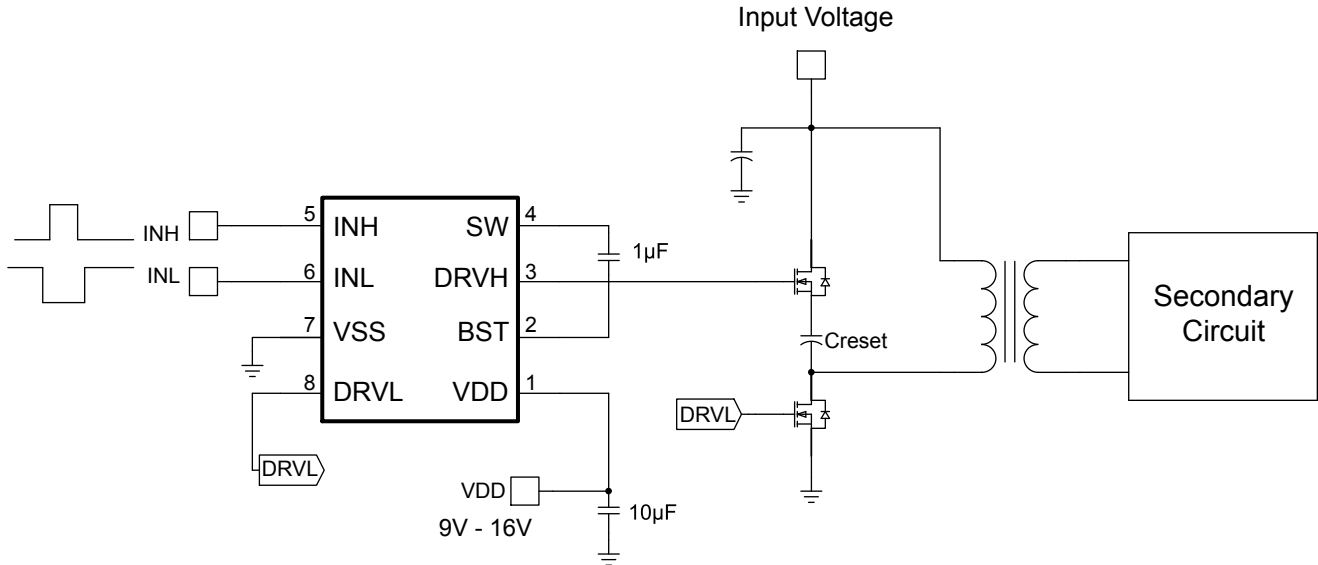 Input Voltage
5
INH
SW
4
INH
1µF
6
INL
DRVH
3
INL
7
VSS
BST
2
Creset
8
DRVL
VDD
1
DRVL
DRVL
VDD
9V - 16V
10µF
Secondary
Circuit